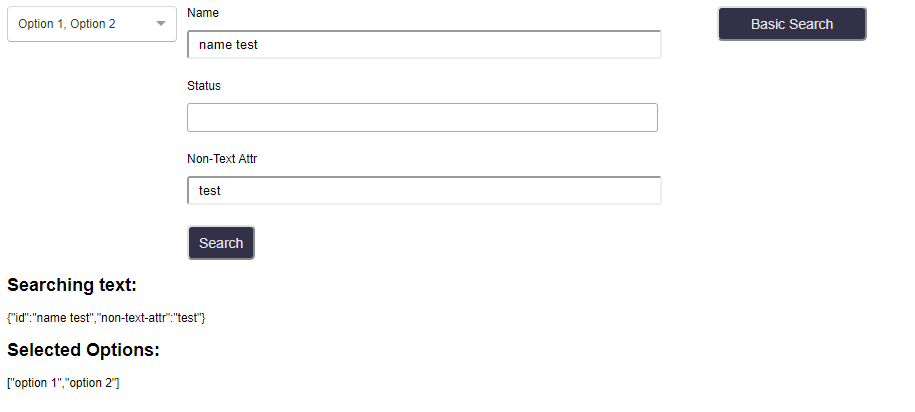 Option 1, Option 2
Name
Basic Search
name test
Status
Non-Text Attr
test
Search
Searching text:
{"id":"name test","non-text-attr":"test"}
Selected Options:
["option 1","option 2"]